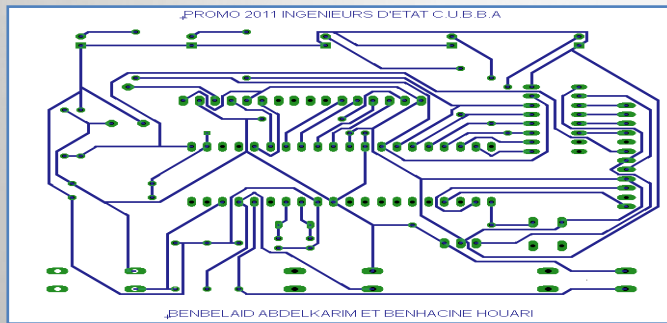 PROMO 2011 INGENIEURS D'ETAT C.U.B.B.A
BENBELAID ABDELKARIM ET BENHACINE HOUARI